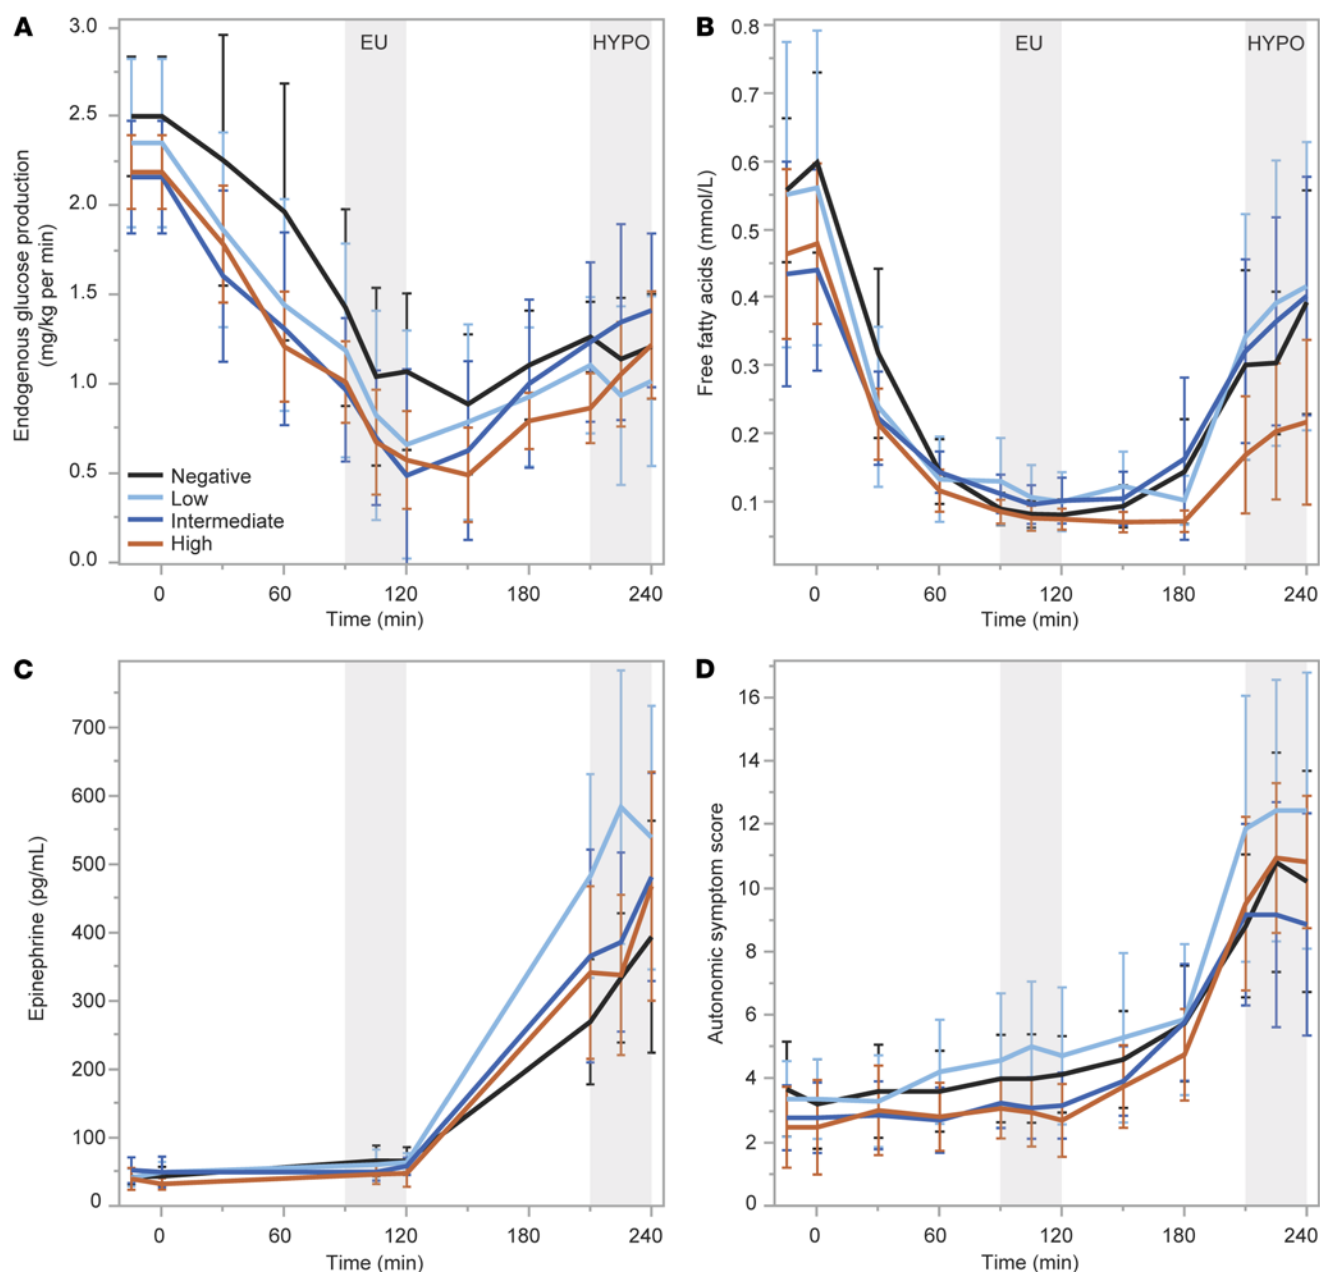 A
EU
HYPO
Endogenous glucose production
(mg/kg per min)
3.0
2.5
2.0
1.5
1.0
0.5
0.0
Negative
Low
Intermediate
High
0
60
120
180
240
Time (min)
B
EU
HYPO
Free fatty acids (mmol/L)
0.8
0.7
0.6
0.5
0.4
0.3
0.2
0.1
0
60
120
180
240
Time (min)
C
Epinephrine (pg/mL)
700
600
500
400
300
200
100
0
0
60
120
180
240
Time (min)
D
Autonomic symptom score
16
14
12
10
8
6
4
2
0
0
60
120
180
240
Time (min)